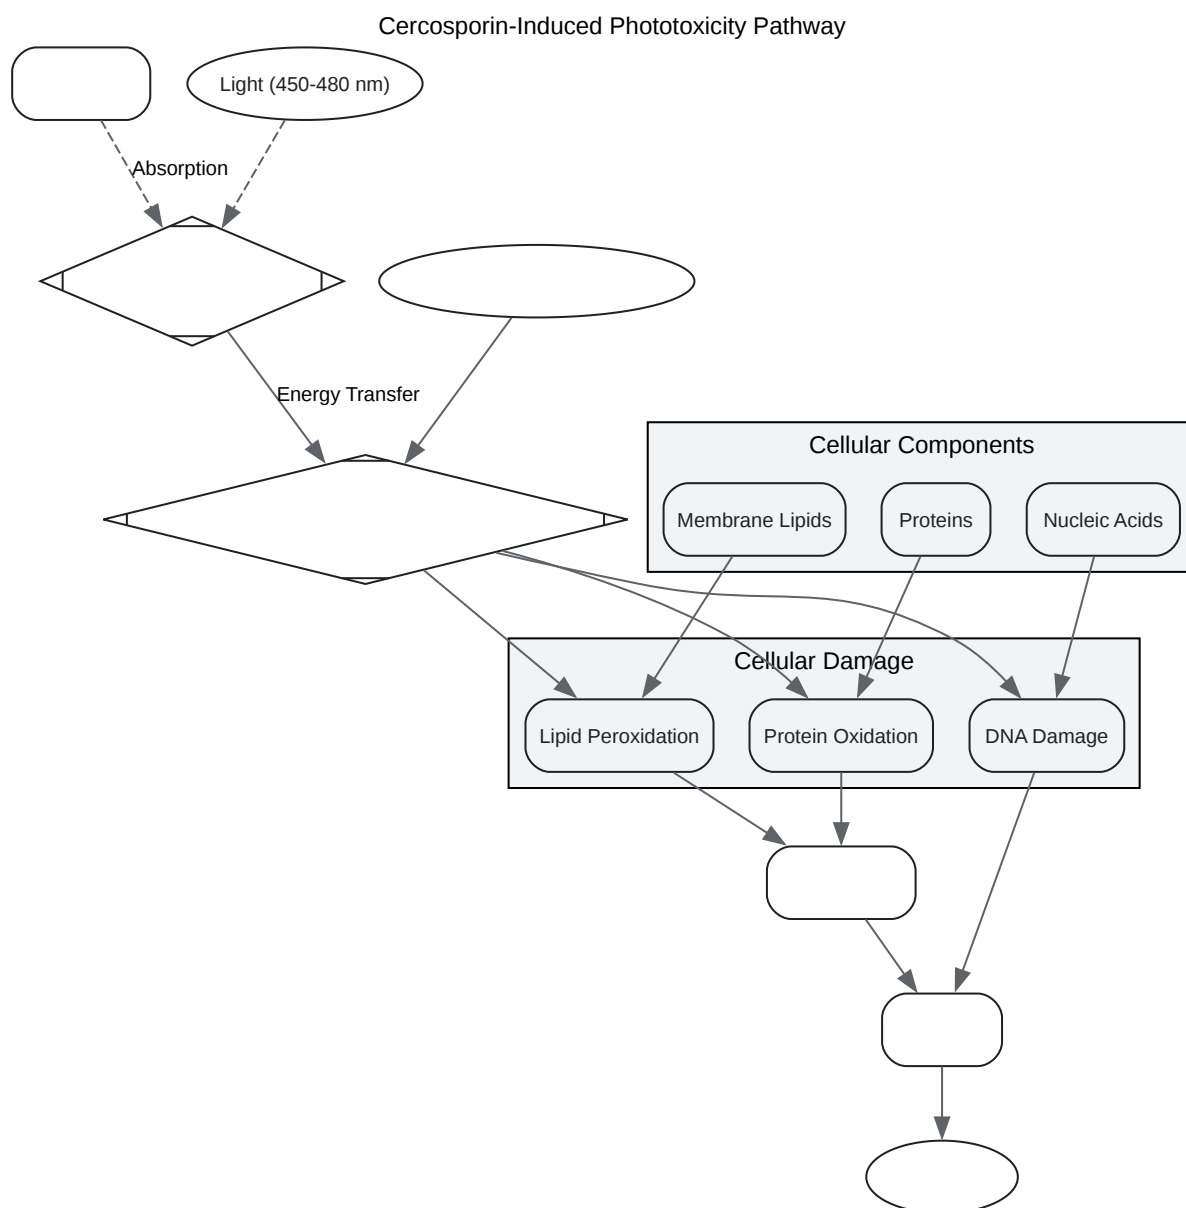 Cercosporin-Induced Phototoxicity Pathway
Light (450-480 nm)
Absorption
Energy Transfer
Cellular Components
Membrane Lipids
Proteins
Nucleic Acids
Cellular Damage
Lipid Peroxidation
Protein Oxidation
DNA Damage